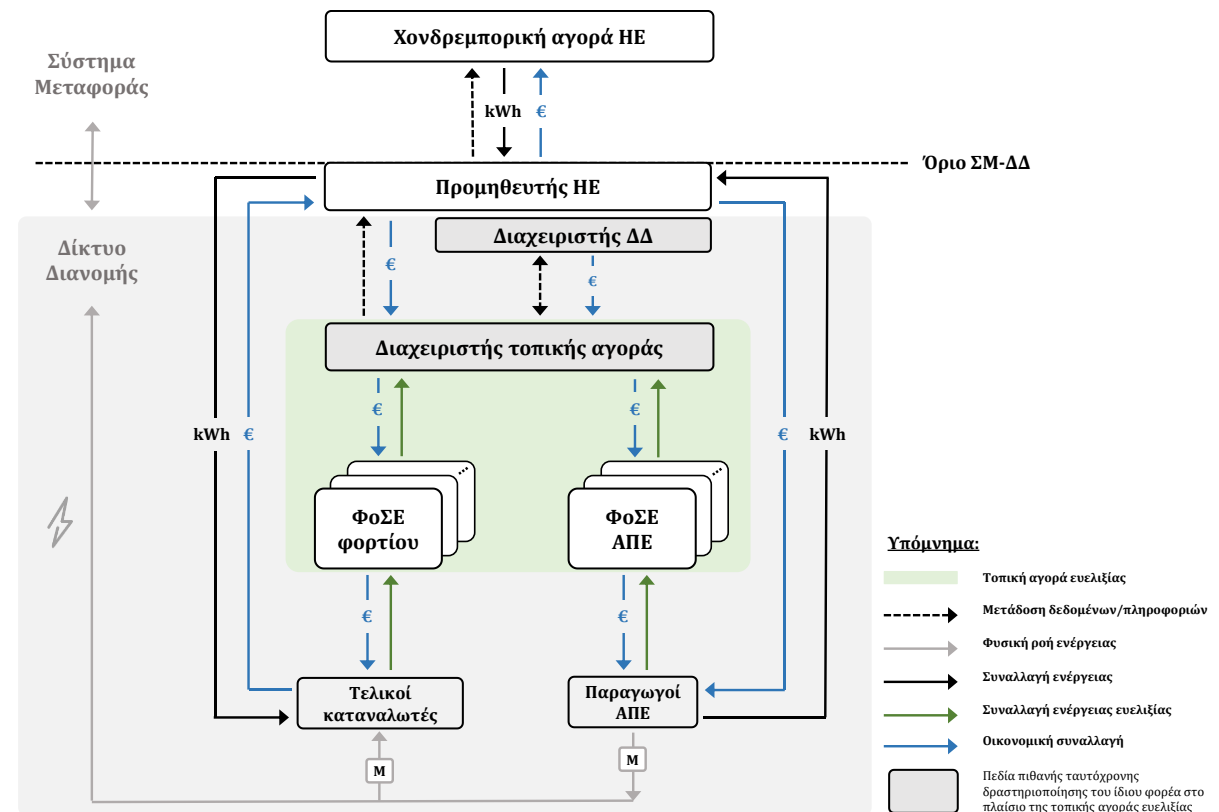 Χονδρεμπορική αγορά ΗΕ
Σύστημα
Μεταφοράς
kWh
€
Όριο ΣΜ-ΔΔ
Προμηθευτής ΗΕ
Διαχειριστής ΔΔ
Δίκτυο
Διανομής
€
€
Διαχειριστής τοπικής αγοράς
€
€
kWh
€
€
kWh
ΦοΣΕ
φορτίου
ΦοΣΕ
ΑΠΕ
€
€
Τελικοί
καταναλωτές
Παραγωγοί
ΑΠΕ
M
M
Υπόμνημα:
Τοπική αγορά ευελιξίας
Μετάδοση δεδομένων/πληροφοριών
Φυσική ροή ενέργειας
Συναλλαγή ενέργειας
Συναλλαγή ενέργειας ευελιξίας
Οικονομική συναλλαγή
Πεδία πιθανής ταυτόχρονης
δραστηριοποίησης του ίδιου φορέα στο
πλαίσιο της τοπικής αγοράς ευελιξίας